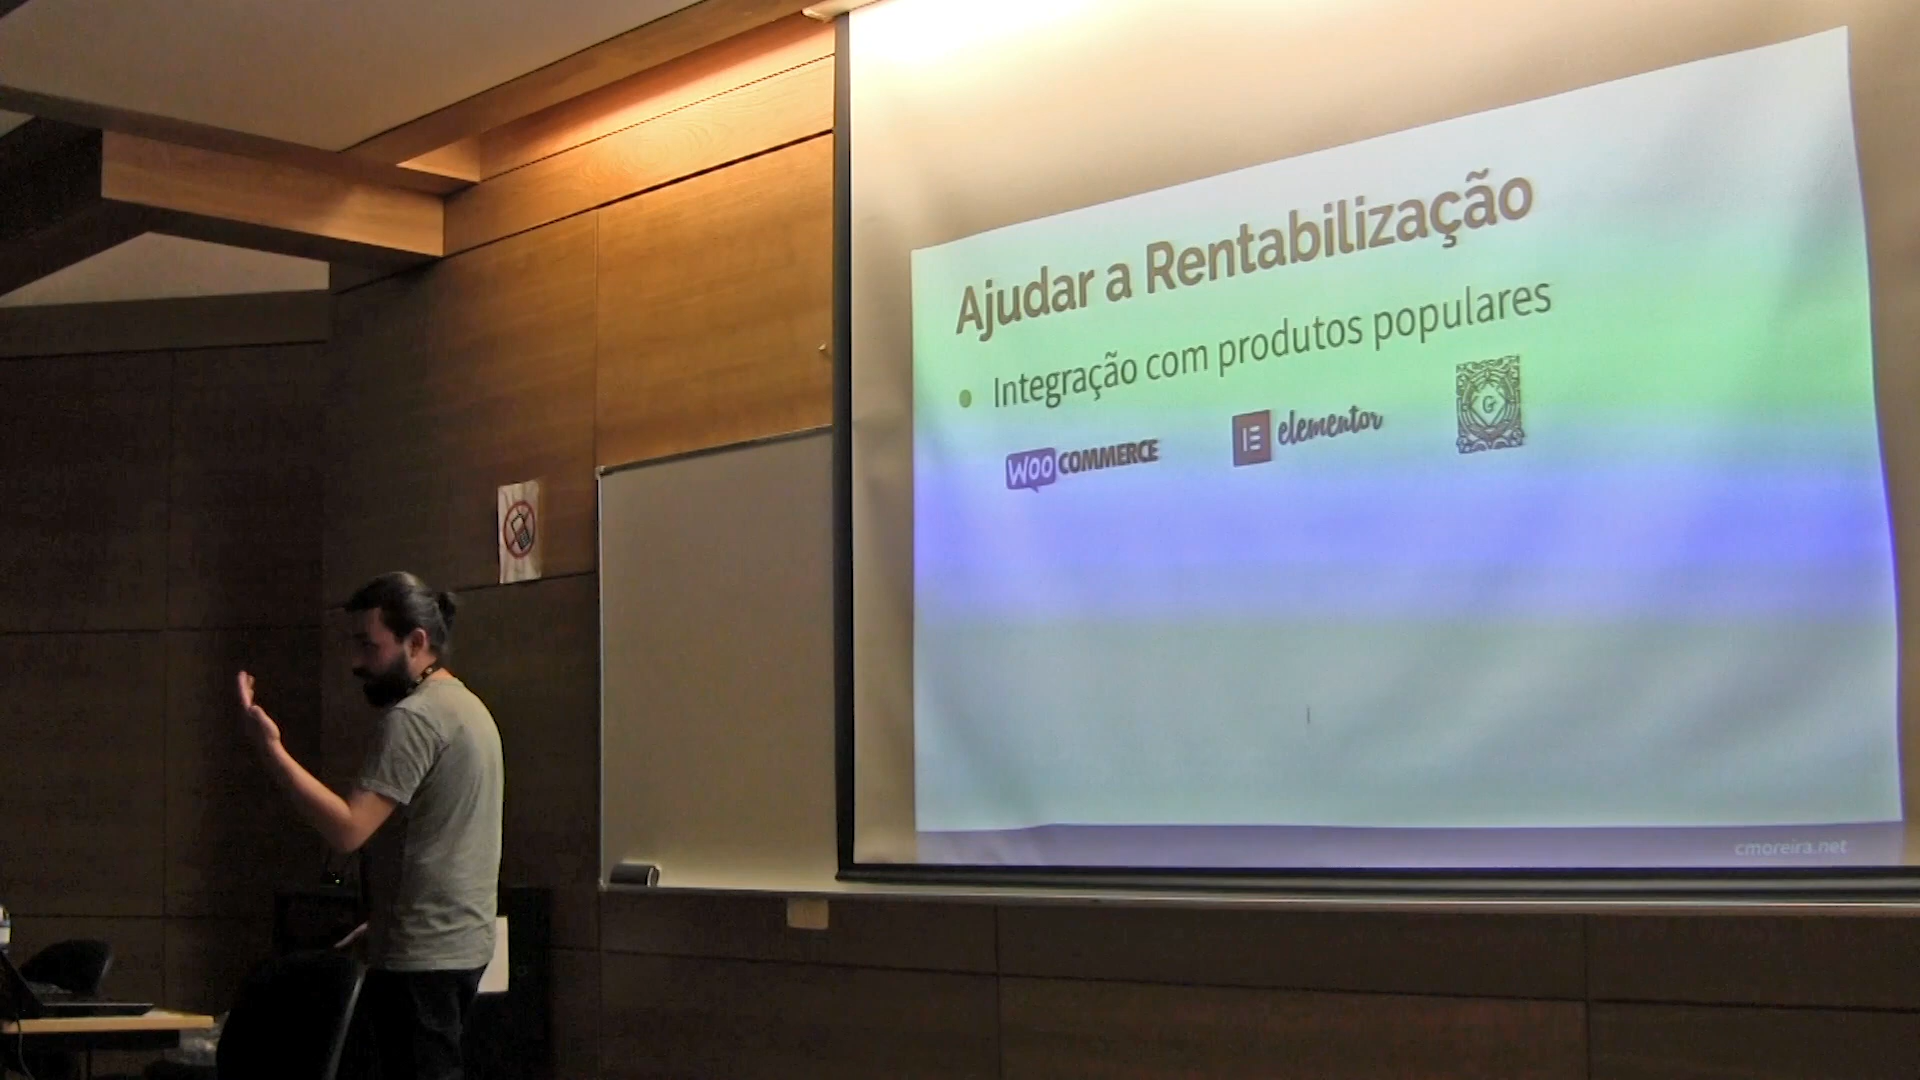 Ajudar a Rentabilização
• Integração com produtos populares
WOO COMMERCE
elementor
G
cmoreira.net